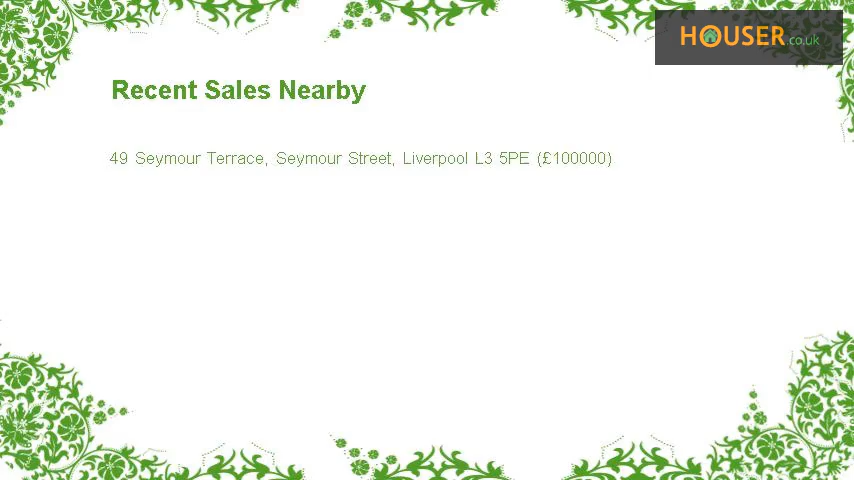 HOUSER.co.uk
Recent Sales Nearby
49 Seymour Terrace, Seymour Street, Liverpool L3 5PE (£100000)